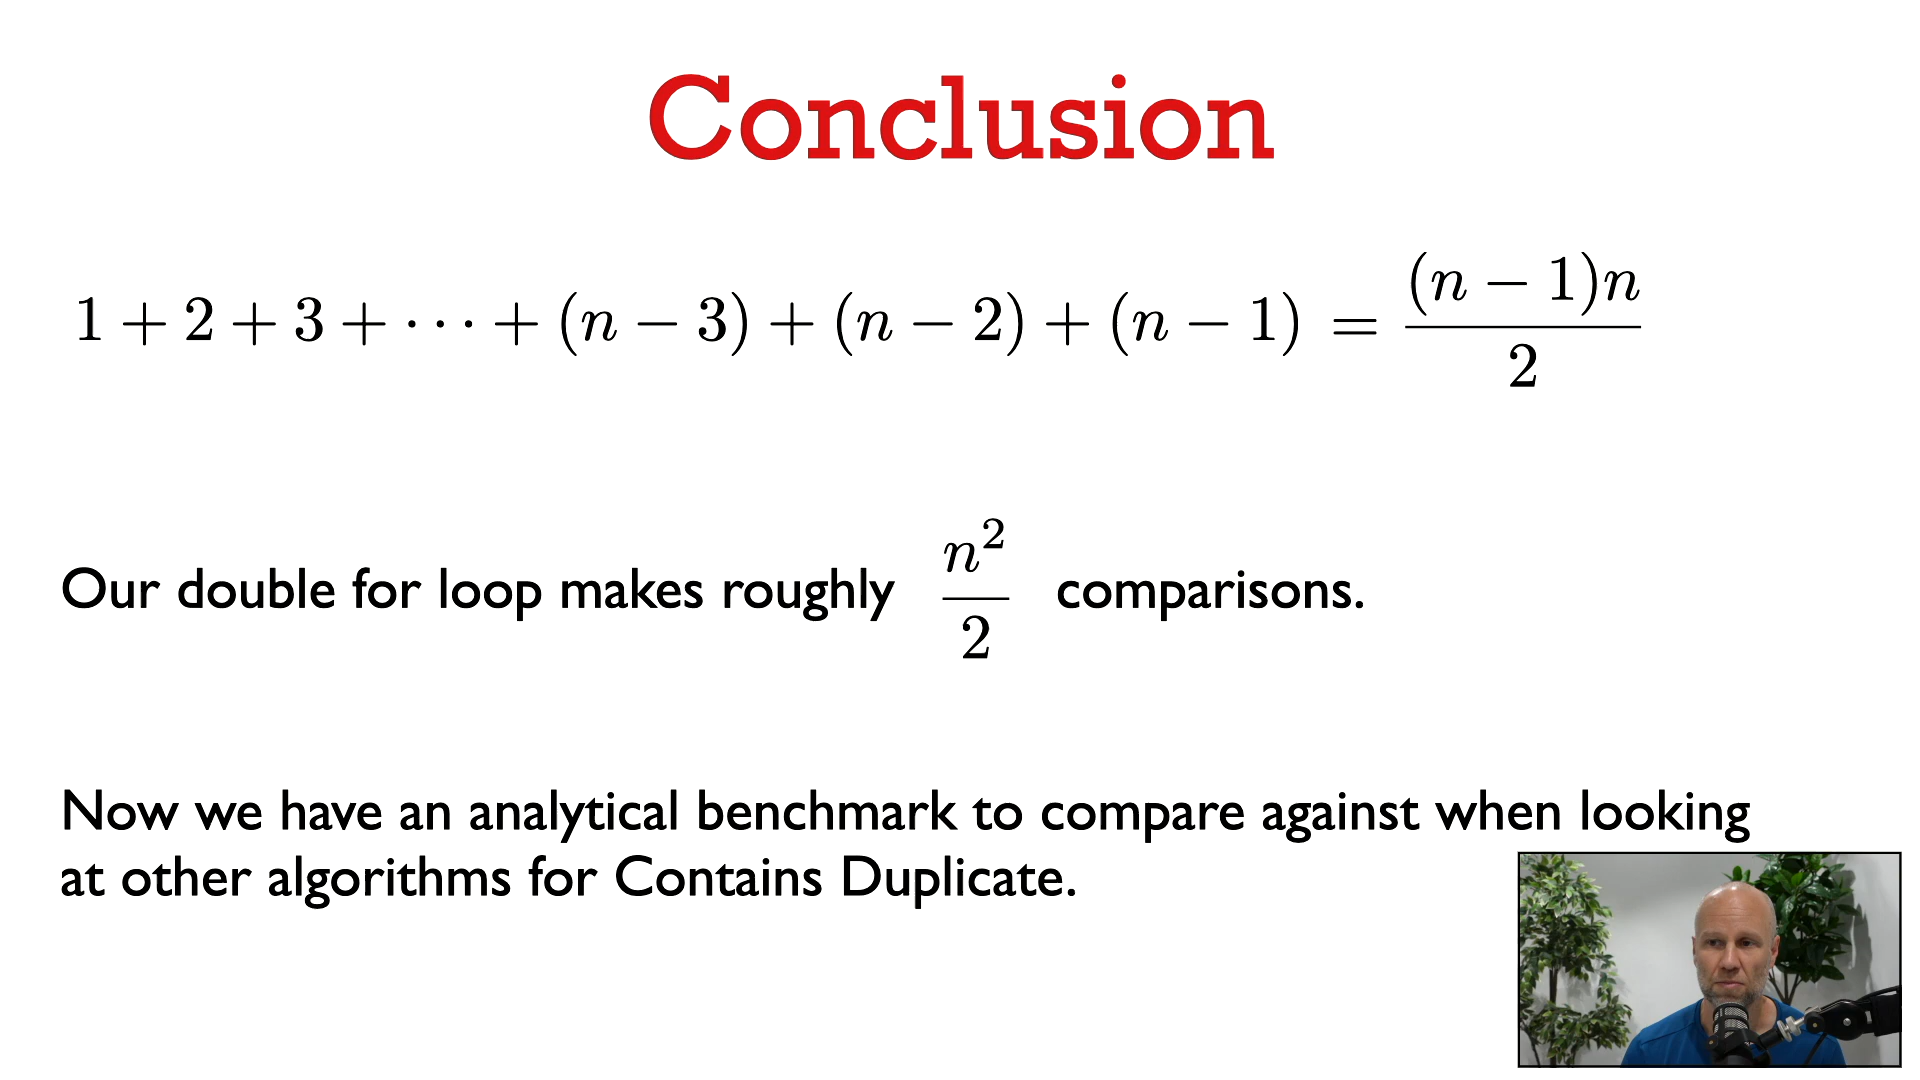 Conclusion
1 + 2 + 3 + ··· + (n − 3) + (n − 2) + (n − 1) = (n − 1)n / 2
Our double for loop makes roughly n² / 2 comparisons.
Now we have an analytical benchmark to compare against when looking
at other algorithms for Contains Duplicate.